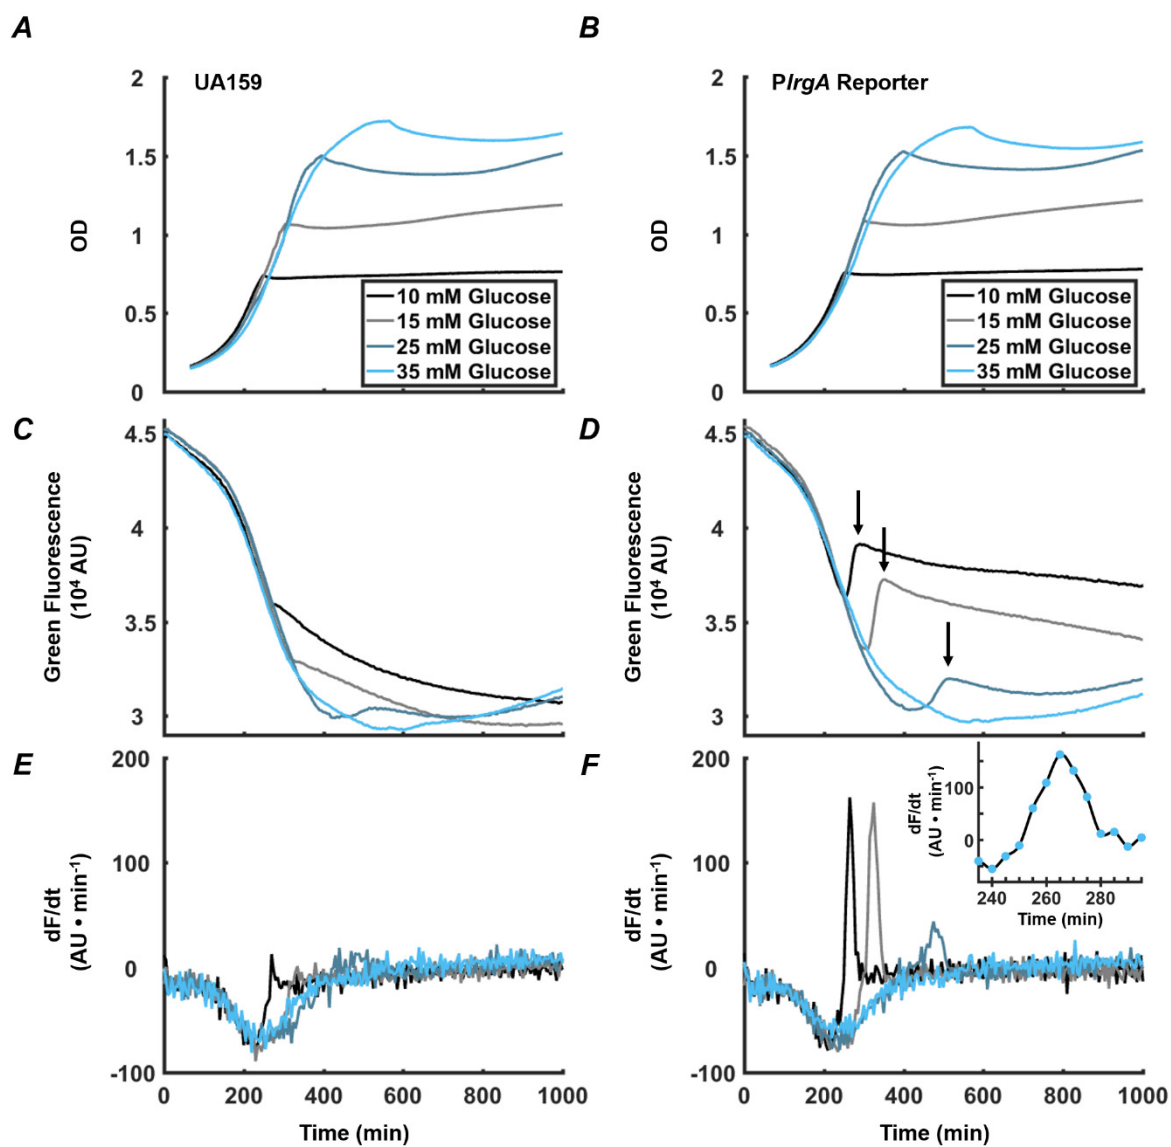 A
B
UA159
PlrgA Reporter
2
1.5
1
0.5
0
OD
10 mM Glucose
15 mM Glucose
25 mM Glucose
35 mM Glucose
2
1.5
1
0.5
0
OD
10 mM Glucose
15 mM Glucose
25 mM Glucose
35 mM Glucose
C
D
4.5
4
3.5
3
Green Fluorescence
(10⁴ AU)
4.5
4
3.5
3
Green Fluorescence
(10⁴ AU)
E
F
200
100
0
-100
dF/dt
(AU • min⁻¹)
0 200 400 600 800 1000
Time (min)
200
100
0
-100
dF/dt
(AU • min⁻¹)
100
0
dF/dt
(AU • min⁻¹)
240 260 280
Time (min)
0 200 400 600 800 1000
Time (min)